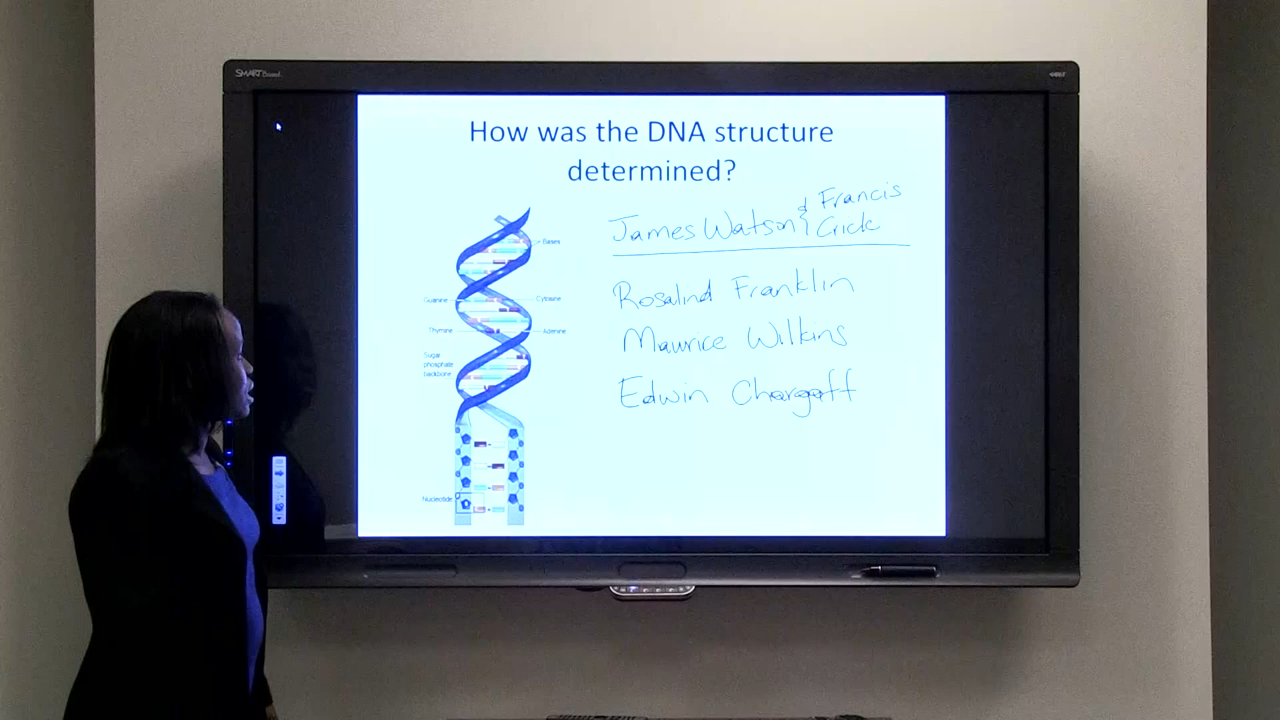 SMART Board
How was the DNA structure
determined?
James Watson & Francis
Crick
Rosalind Franklin
Maurice Wilkins
Edwin Chargaff
Bases
Guanine
Cytosine
Thymine
Adenine
Sugar
phosphate
backbone
Nucleotide